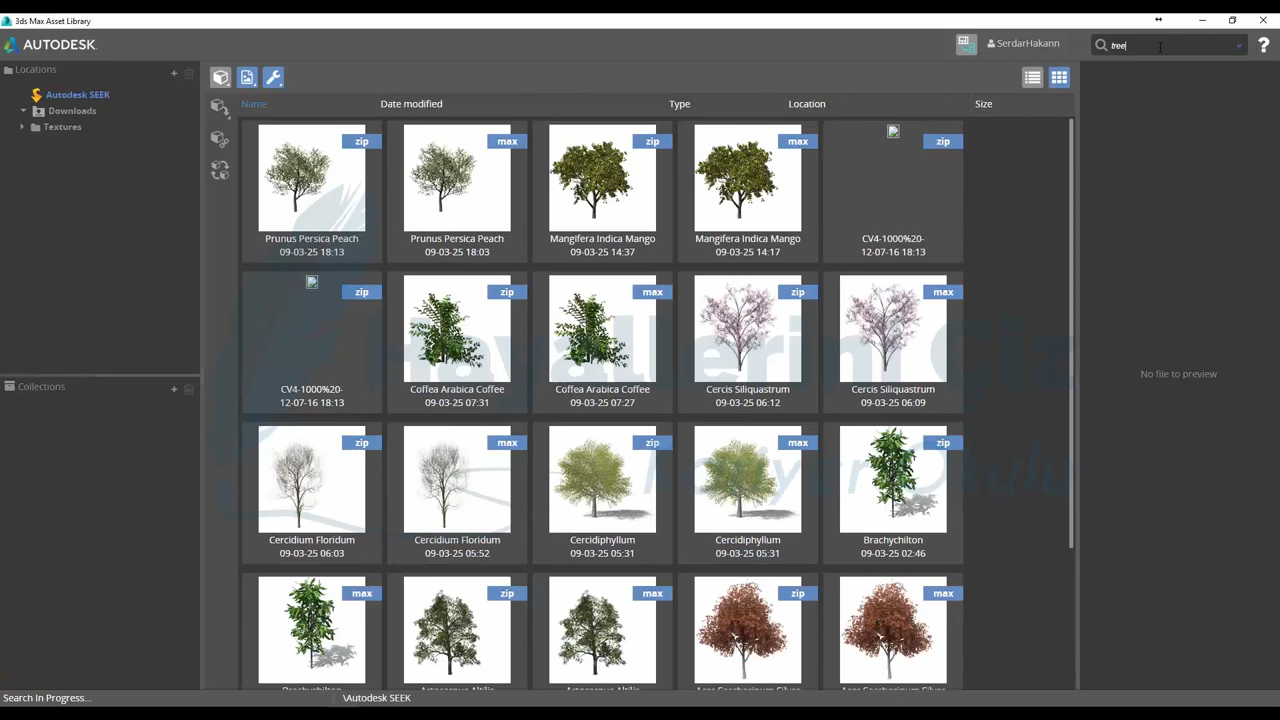 3ds Max Asset Library
AUTODESK
SerdarHakann
tree
?
Locations
Autodesk SEEK
Downloads
Textures
Collections
Name Date modified Type Location Size
zip max zip max zip
Prunus Persica Peach Prunus Persica Peach Mangifera Indica Mango Mangifera Indica Mango CV4-1000%20-
09-03-25 18:13 09-03-25 18:03 09-03-25 14:37 09-03-25 14:17 12-07-16 18:13
zip zip max zip max
CV4-1000%20- Coffea Arabica Coffee Coffea Arabica Coffee Cercis Siliquastrum Cercis Siliquastrum
12-07-16 18:13 09-03-25 07:31 09-03-25 07:27 09-03-25 06:12 09-03-25 06:09
zip max zip max zip
Cercidium Floridum Cercidium Floridum Cercidiphyllum Cercidiphyllum Brachychilton
09-03-25 06:03 09-03-25 05:52 09-03-25 05:31 09-03-25 05:31 09-03-25 02:46
max zip max zip max
Hayallerini Çiz
Kariyer Okulu
No file to preview
Search In Progress...
\Autodesk SEEK